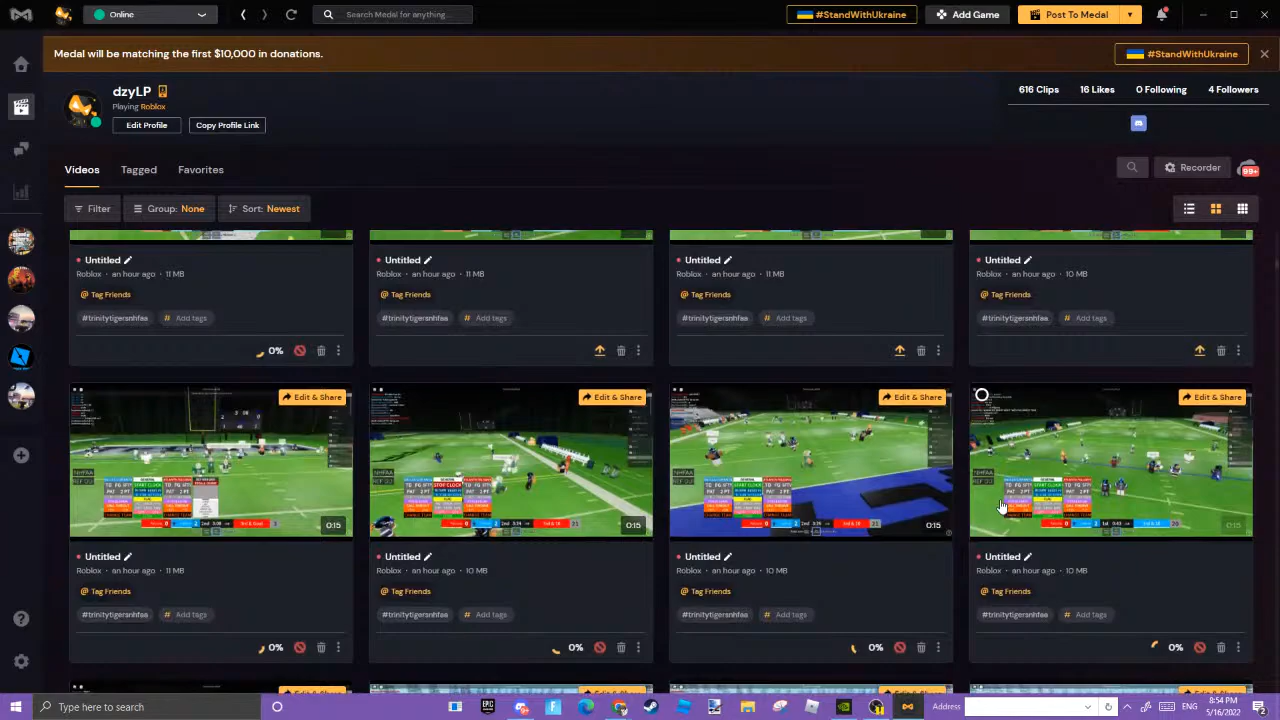 Online
Search Medal for anything...
#StandWithUkraine
Add Game
Post To Medal
Medal will be matching the first $10,000 in donations.
#StandWithUkraine
dzyLP
Playing Roblox
616 Clips 16 Likes 0 Following 4 Followers
Edit Profile Copy Profile Link
Videos Tagged Favorites
Recorder
99+
Filter Group: None Sort: Newest
Untitled Untitled Untitled Untitled
Roblox · an hour ago · 11 MB Roblox · an hour ago · 11 MB Roblox · an hour ago · 11 MB Roblox · an hour ago · 10 MB
@ Tag Friends @ Tag Friends @ Tag Friends @ Tag Friends
#trinitytigersnhfaa # Add tags #trinitytigersnhfaa # Add tags #trinitytigersnhfaa # Add tags #trinitytigersnhfaa # Add tags
0%
Edit & Share Edit & Share Edit & Share Edit & Share
0:15 0:15 0:15 0:15
Untitled Untitled Untitled Untitled
Roblox · an hour ago · 11 MB Roblox · an hour ago · 10 MB Roblox · an hour ago · 10 MB Roblox · an hour ago · 10 MB
@ Tag Friends @ Tag Friends @ Tag Friends @ Tag Friends
#trinitytigersnhfaa # Add tags #trinitytigersnhfaa # Add tags #trinitytigersnhfaa # Add tags #trinitytigersnhfaa # Add tags
0% 0% 0% 0%
Type here to search
EPIC
Address
ENG
8:54 PM
5/16/2022
2